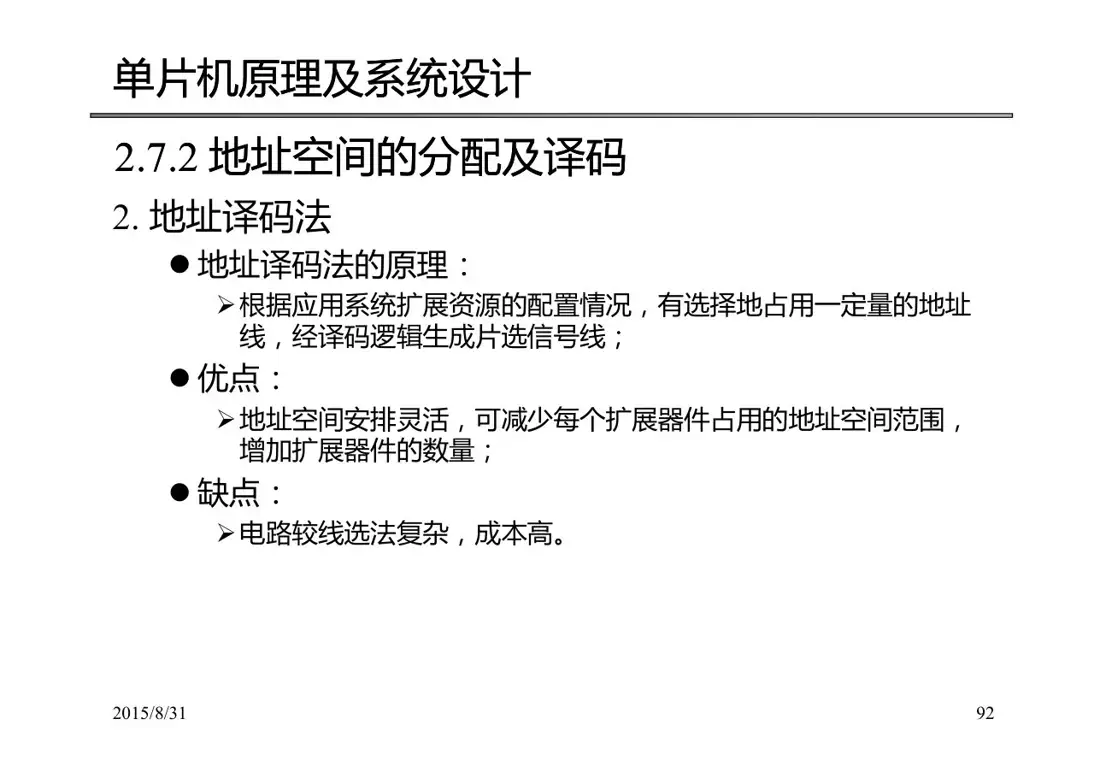 单片机原理及系统设计
2.7.2 地址空间的分配及译码
2. 地址译码法
● 地址译码法的原理：
➢ 根据应用系统扩展资源的配置情况，有选择地占用一定量的地址
线，经译码逻辑生成片选信号线；
● 优点：
➢ 地址空间安排灵活，可减少每个扩展器件占用的地址空间范围，
增加扩展器件的数量；
● 缺点：
➢ 电路较线选法复杂，成本高。
2015/8/31
92